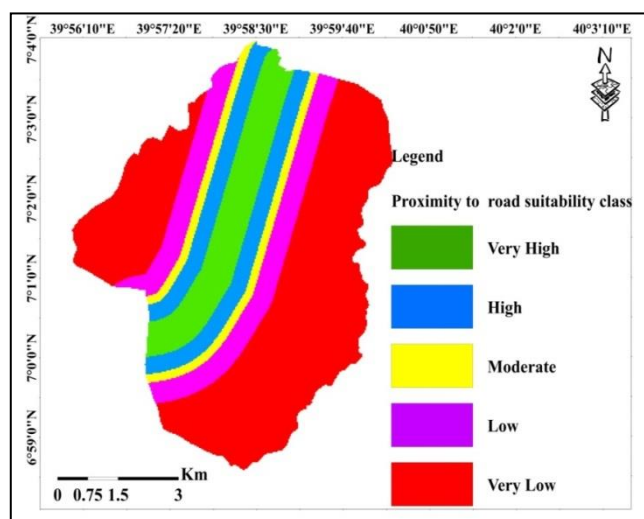 39°56'10"E 39°57'20"E 39°58'30"E 39°59'40"E 40°0'50"E 40°2'0"E 40°3'10"E
7°4'0"N
7°3'0"N
7°2'0"N
7°1'0"N
7°0'0"N
6°59'0"N
N
Legend
Proximity to road suitability class
Very High
High
Moderate
Low
Very Low
Km
0 0.75 1.5 3